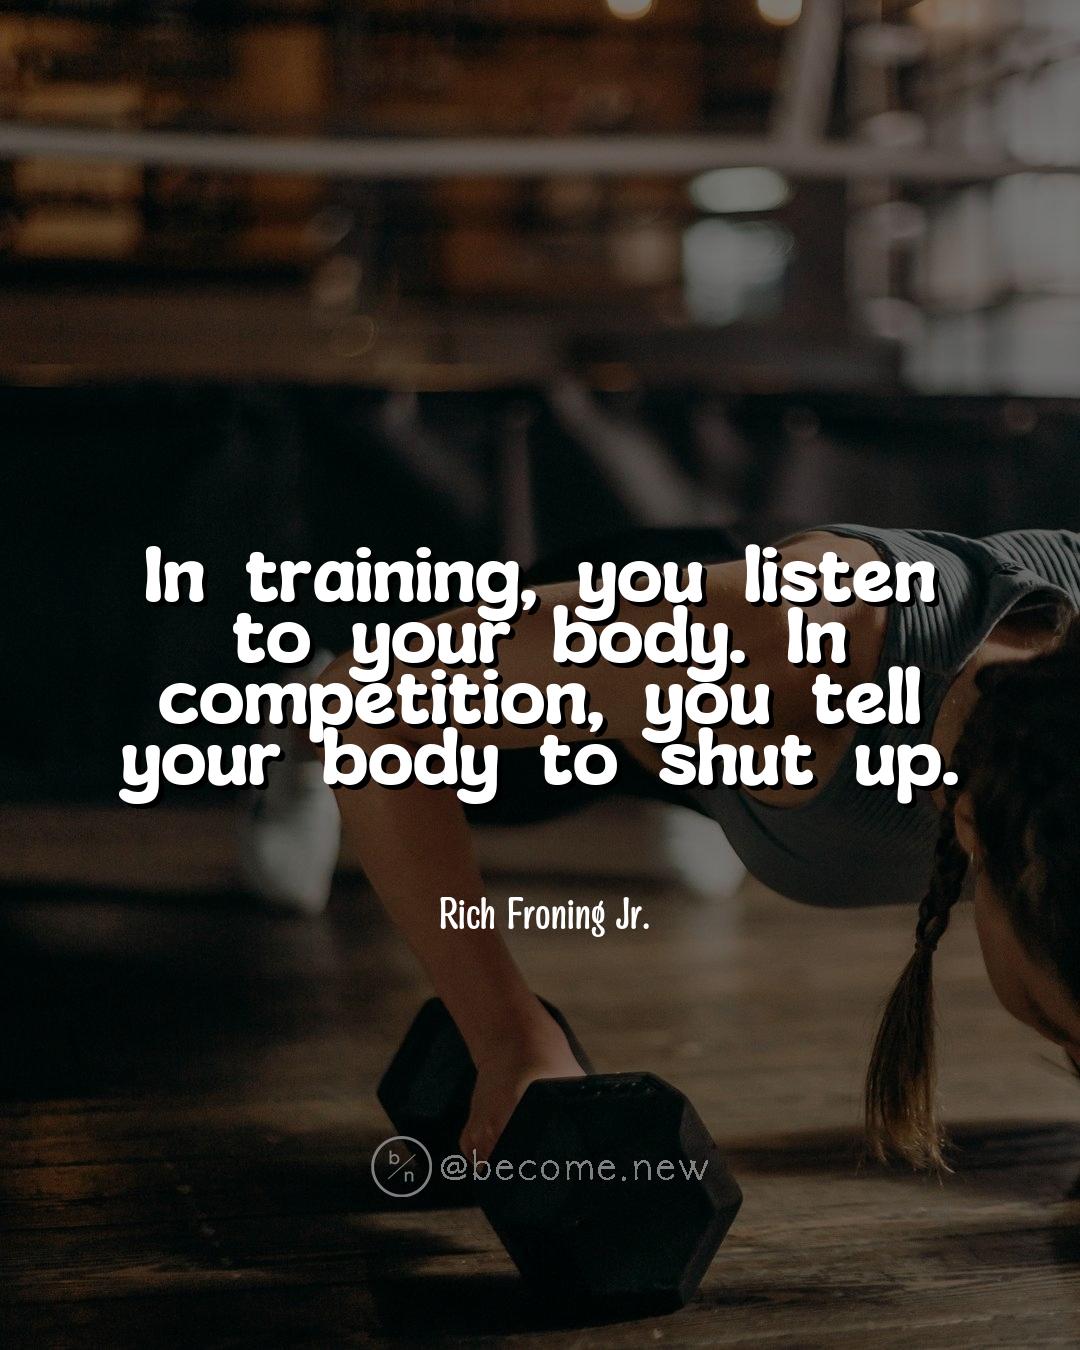 In training, you listen
to your body. In
competition, you tell
your body to shut up.
Rich Froning Jr.
b/n @become.new